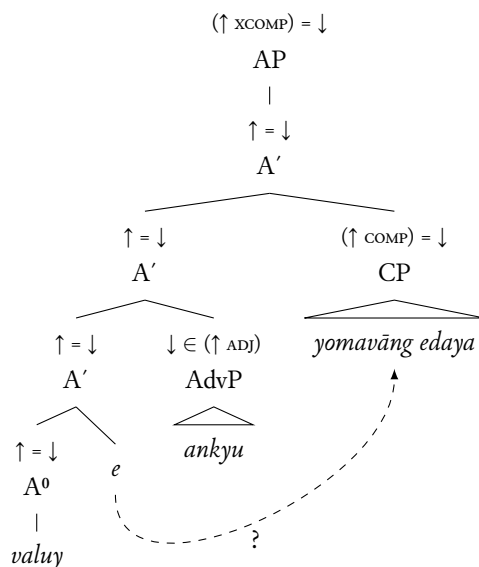 (↑ XCOMP) = ↓
AP
↑ = ↓
A′
↑ = ↓ (↑ COMP) = ↓
A′ CP
↑ = ↓ ↓ ∈ (↑ ADJ) yomavāng edaya
A′ AdvP
↑ = ↓ e ankyu
A⁰
valuy ?